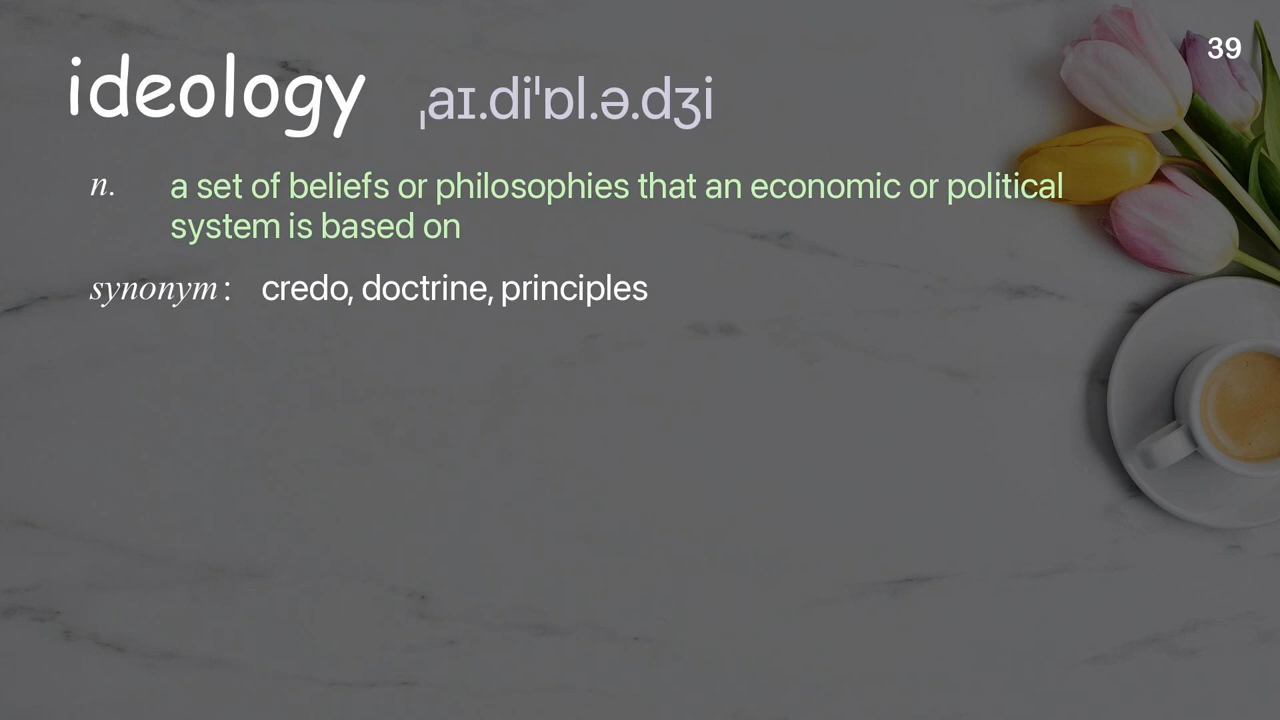 39
ideology ˌaɪ.diˈɒl.ə.dʒi
n. a set of beliefs or philosophies that an economic or political
system is based on
synonym: credo, doctrine, principles